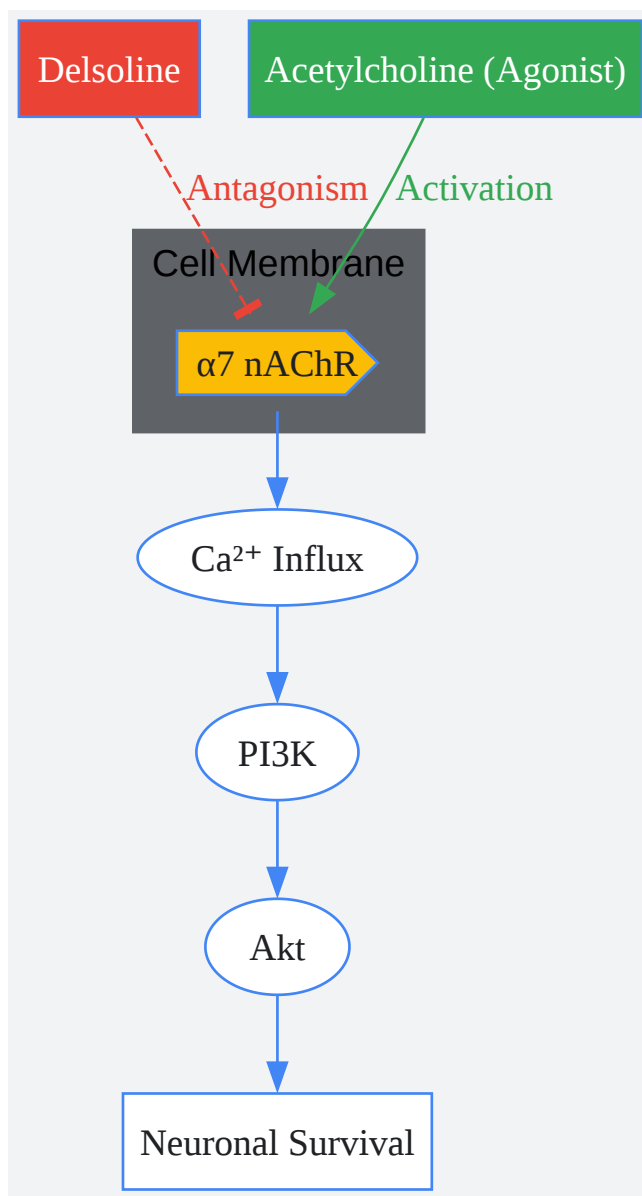 Delsoline
Acetylcholine (Agonist)
Antagonism
Activation
Cell Membrane
α7 nAChR
Ca²⁺ Influx
PI3K
Akt
Neuronal Survival